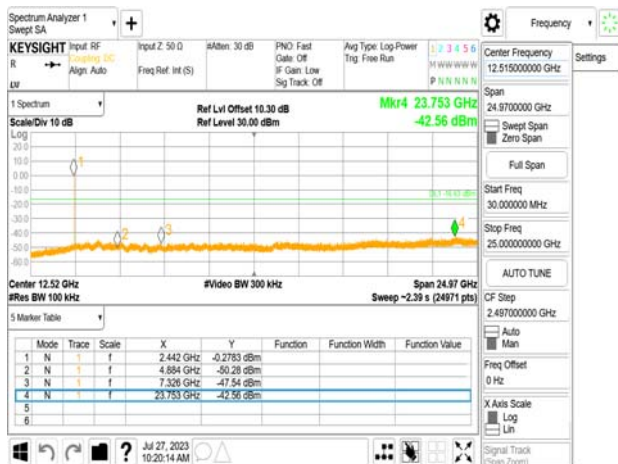 Spectrum Analyzer 1
Swept SA
Frequency
KEYSIGHT
R
LV
Input: RF
Coupling: DC
Align: Auto
Input Z: 50 Ω
Freq Ref: Int (S)
#Atten: 30 dB
PNO: Fast
Gate: Off
IF Gain: Low
Sig Track: Off
Avg Type: Log-Power
Trig: Free Run
1 2 3 4 5 6
M W W W W W
P N N N N N
1 Spectrum
Scale/Div 10 dB
Ref Lvl Offset 10.30 dB
Ref Level 30.00 dBm
Mkr4 23.753 GHz
-42.56 dBm
Log
20.0
10.0
0.00
-10.0
-20.0
-30.0
-40.0
-50.0
-60.0
1
2
3
4
Center 12.52 GHz
#Video BW 300 kHz
Span 24.97 GHz
#Res BW 100 kHz
Sweep ~2.39 s (24971 pts)
5 Marker Table
Mode Trace Scale X Y Function Function Width Function Value
1 N 1 f 2.442 GHz -0.2783 dBm
2 N 1 f 4.884 GHz -50.28 dBm
3 N 1 f 7.326 GHz -47.54 dBm
4 N 1 f 23.753 GHz -42.56 dBm
5
6
Jul 27, 2023
10:20:14 AM
Center Frequency
12.515000000 GHz
Settings
Span
24.9700000 GHz
Swept Span
Zero Span
Full Span
Start Freq
30.000000 MHz
Stop Freq
25.000000000 GHz
AUTO TUNE
CF Step
2.497000000 GHz
Auto
Man
Freq Offset
0 Hz
X Axis Scale
Log
Lin
Signal Track
(Span Zoom)